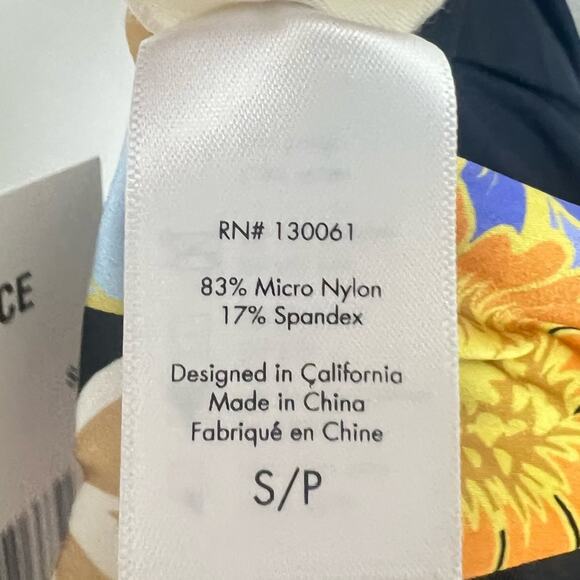 RN# 130061
83% Micro Nylon
17% Spandex
Designed in California
Made in China
Fabriqué en Chine
S/P
CE